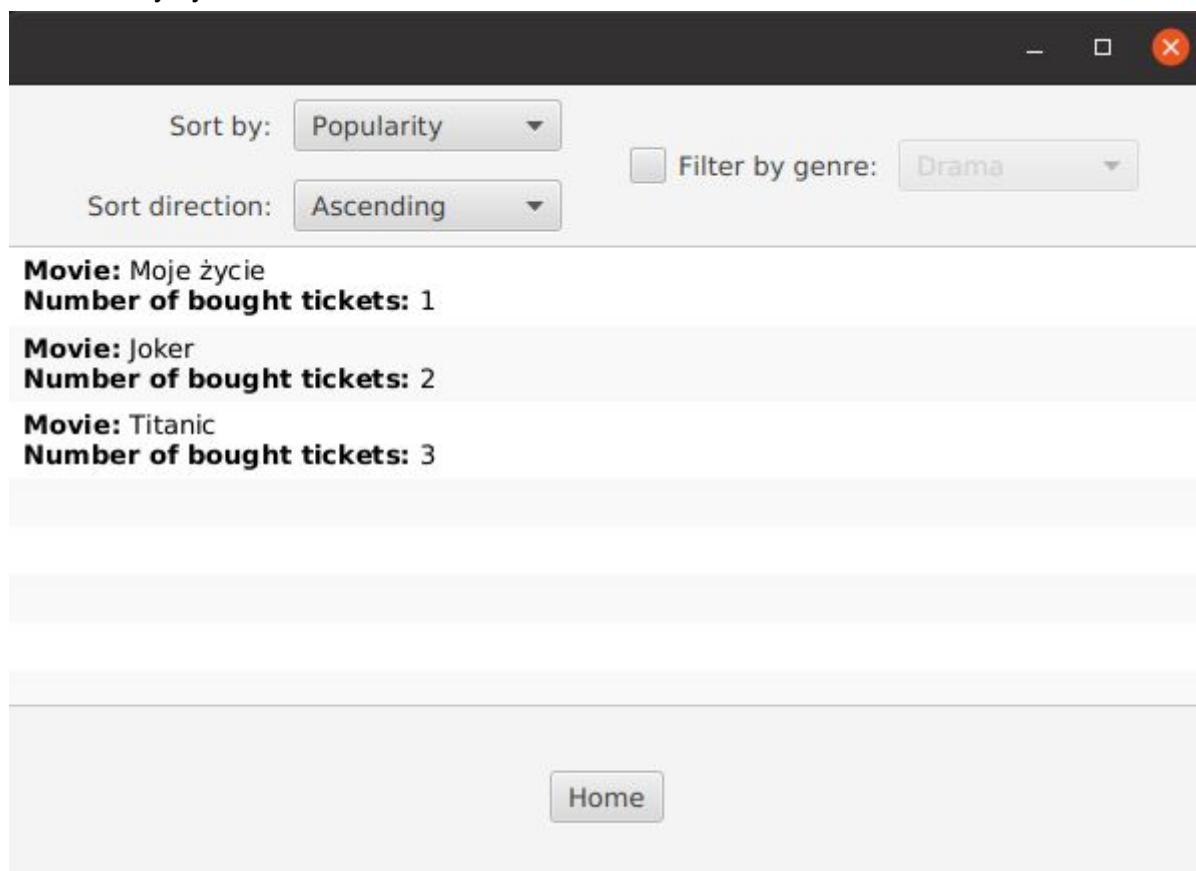 Sort by: Popularity
Filter by genre: Drama
Sort direction: Ascending
Movie: Moje życie
Number of bought tickets: 1
Movie: Joker
Number of bought tickets: 2
Movie: Titanic
Number of bought tickets: 3
Home